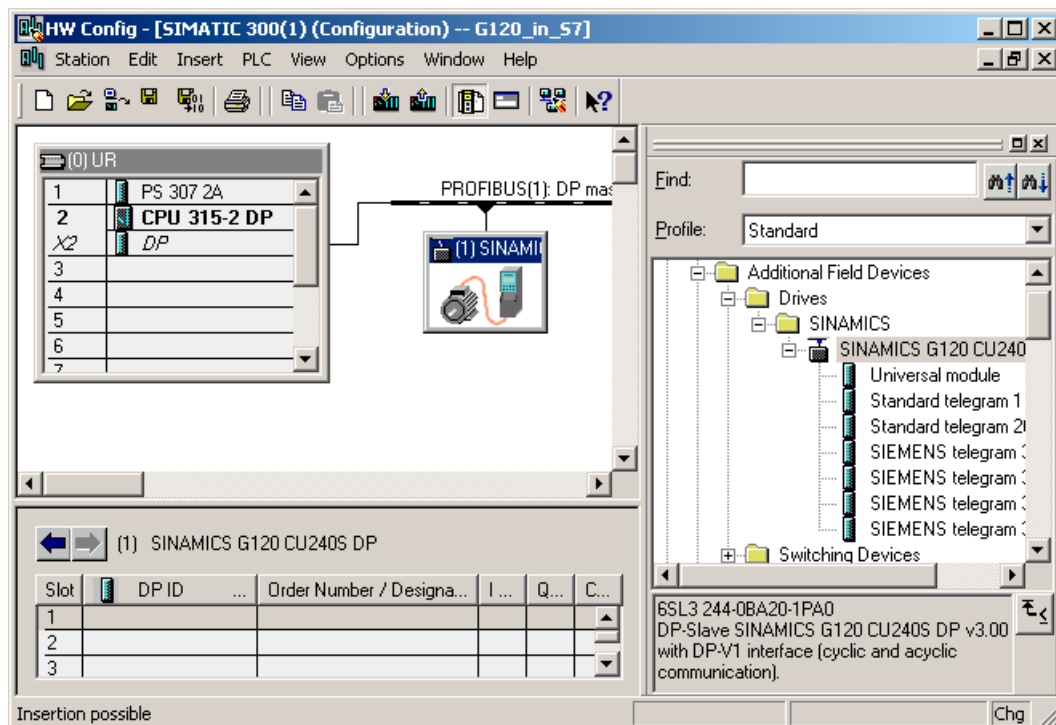 HW Config - [SIMATIC 300(1) (Configuration) -- G120_in_S7]
Station Edit Insert PLC View Options Window Help
(0) UR
1 PS 307 2A
2 CPU 315-2 DP
X2 DP
3
4
5
6
7
PROFIBUS(1): DP mas
(1) SINAMI
Find:
Profile: Standard
Additional Field Devices
Drives
SINAMICS
SINAMICS G120 CU240
Universal module
Standard telegram 1
Standard telegram 2
SIEMENS telegram 3
SIEMENS telegram 3
SIEMENS telegram 3
SIEMENS telegram 3
Switching Devices
(1) SINAMICS G120 CU240S DP
Slot DP ID ... Order Number / Designa... I ... Q... C...
1
2
3
6SL3 244-0BA20-1PA0
DP-Slave SINAMICS G120 CU240S DP v3.00
with DP-V1 interface (cyclic and acyclic
communication).
Insertion possible Chg